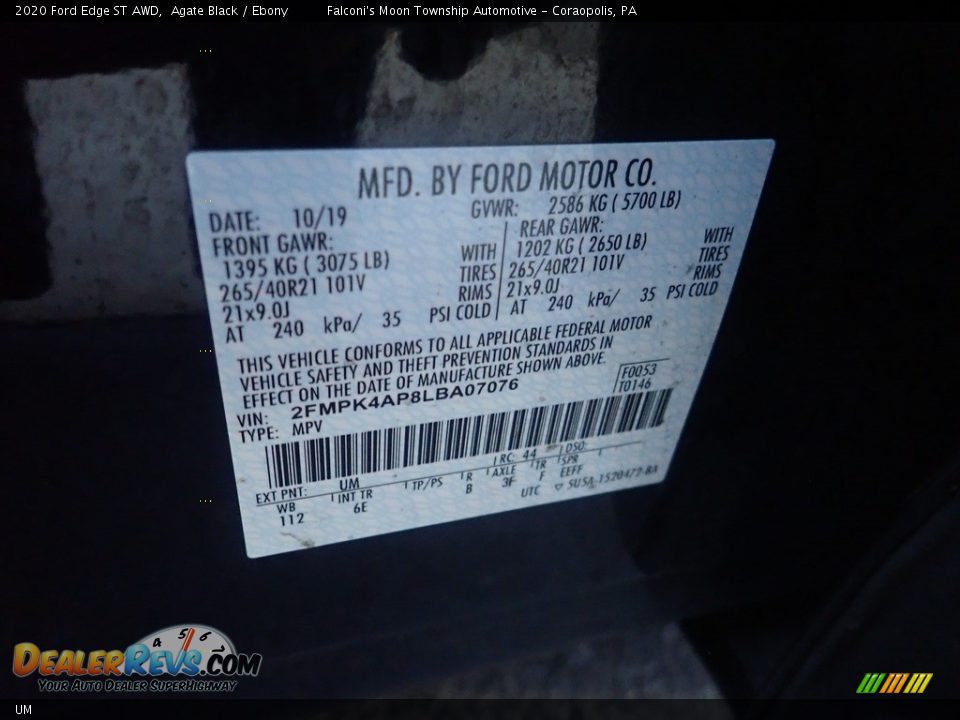 2020 Ford Edge ST AWD, Agate Black / Ebony Falconi's Moon Township Automotive - Coraopolis, PA
MFD. BY FORD MOTOR CO.
DATE: 10/19 GVWR: 2586 KG ( 5700 LB)
FRONT GAWR: REAR GAWR:
1395 KG ( 3075 LB) WITH 1202 KG ( 2650 LB) WITH
265/40R21 101V TIRES 265/40R21 101V TIRES
21x9.0J RIMS 21x9.0J RIMS
AT 240 kPa/ 35 PSI COLD AT 240 kPa/ 35 PSI COLD
THIS VEHICLE CONFORMS TO ALL APPLICABLE FEDERAL MOTOR
VEHICLE SAFETY AND THEFT PREVENTION STANDARDS IN
EFFECT ON THE DATE OF MANUFACTURE SHOWN ABOVE.
VIN: 2FMPK4AP8LBA07076 F0053
TYPE: MPV T0146
EXT PNT: UM RC: 44 DSO:
WB INT TR TP/PS R AXLE TR SPR
112 6E B 3F F EEFF
UTC ▽ 5U5A-1520472-BA
DEALERREVS.COM
YOUR AUTO DEALER SUPERHIGHWAY
4 5 6
UM